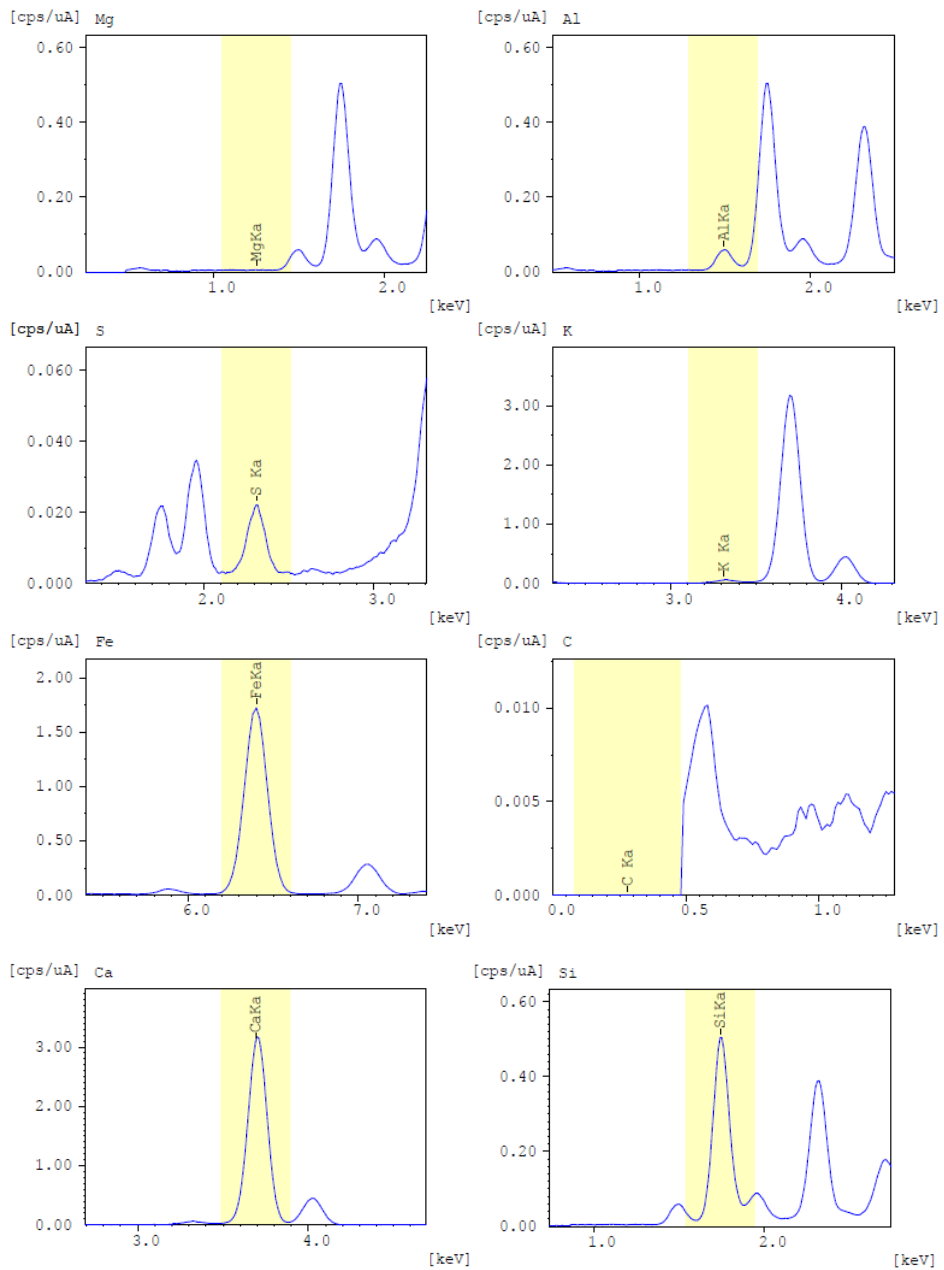 [cps/uA] Mg
0.60
0.40
0.20
0.00
MgKa
1.0 2.0
[keV]
[cps/uA] Al
0.60
0.40
0.20
0.00
AlKa
1.0 2.0
[keV]
[cps/uA] S
0.060
0.040
0.020
0.000
S Ka
2.0 3.0
[keV]
[cps/uA] K
3.00
2.00
1.00
0.00
K Ka
3.0 4.0
[keV]
[cps/uA] Fe
2.00
1.50
1.00
0.50
0.00
FeKa
6.0 7.0
[keV]
[cps/uA] C
0.010
0.005
0.000
C Ka
0.0 0.5 1.0
[keV]
[cps/uA] Ca
3.00
2.00
1.00
0.00
CaKa
3.0 4.0
[keV]
[cps/uA] Si
0.60
0.40
0.20
0.00
SiKa
1.0 2.0
[keV]